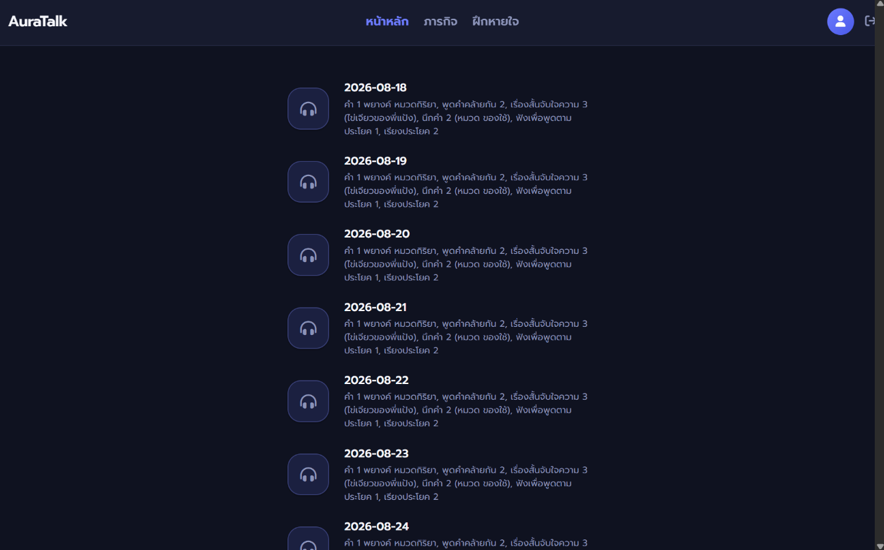 AuraTalk
หน้าหลัก ภารกิจ ฝึกหายใจ
2026-08-18
คำ 1 พยางค์ หมวดกิริยา, พูดคำคล้ายกัน 2, เรื่องสั้นจับใจความ 3
(ไข่เจียวของพี่แป้ง), นึกคำ 2 (หมวด ของใช้), ฟังเพื่อพูดตาม
ประโยค 1, เรียงประโยค 2
2026-08-19
คำ 1 พยางค์ หมวดกิริยา, พูดคำคล้ายกัน 2, เรื่องสั้นจับใจความ 3
(ไข่เจียวของพี่แป้ง), นึกคำ 2 (หมวด ของใช้), ฟังเพื่อพูดตาม
ประโยค 1, เรียงประโยค 2
2026-08-20
คำ 1 พยางค์ หมวดกิริยา, พูดคำคล้ายกัน 2, เรื่องสั้นจับใจความ 3
(ไข่เจียวของพี่แป้ง), นึกคำ 2 (หมวด ของใช้), ฟังเพื่อพูดตาม
ประโยค 1, เรียงประโยค 2
2026-08-21
คำ 1 พยางค์ หมวดกิริยา, พูดคำคล้ายกัน 2, เรื่องสั้นจับใจความ 3
(ไข่เจียวของพี่แป้ง), นึกคำ 2 (หมวด ของใช้), ฟังเพื่อพูดตาม
ประโยค 1, เรียงประโยค 2
2026-08-22
คำ 1 พยางค์ หมวดกิริยา, พูดคำคล้ายกัน 2, เรื่องสั้นจับใจความ 3
(ไข่เจียวของพี่แป้ง), นึกคำ 2 (หมวด ของใช้), ฟังเพื่อพูดตาม
ประโยค 1, เรียงประโยค 2
2026-08-23
คำ 1 พยางค์ หมวดกิริยา, พูดคำคล้ายกัน 2, เรื่องสั้นจับใจความ 3
(ไข่เจียวของพี่แป้ง), นึกคำ 2 (หมวด ของใช้), ฟังเพื่อพูดตาม
ประโยค 1, เรียงประโยค 2
2026-08-24
คำ 1 พยางค์ หมวดกิริยา, พูดคำคล้ายกัน 2, เรื่องสั้นจับใจความ 3